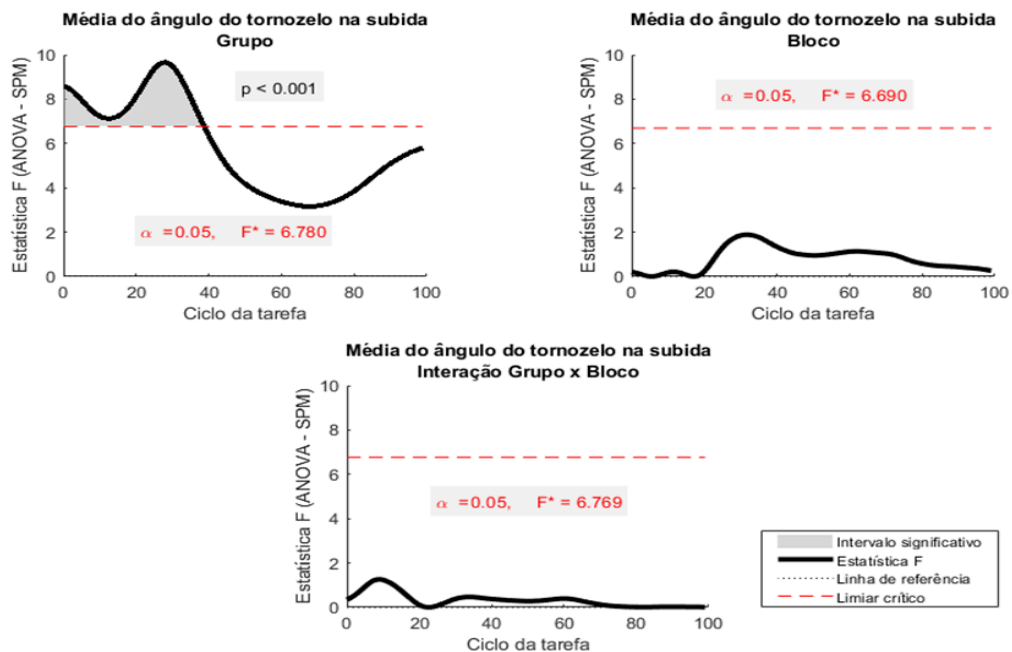 Média do ângulo do tornozelo na subida
Grupo
Estatística F (ANOVA - SPM)
10
8
6
4
2
0
p < 0.001
α =0.05, F* = 6.780
0 20 40 60 80 100
Ciclo da tarefa
Média do ângulo do tornozelo na subida
Bloco
Estatística F (ANOVA - SPM)
10
8
6
4
2
0
α =0.05, F* = 6.690
0 20 40 60 80 100
Ciclo da tarefa
Média do ângulo do tornozelo na subida
Interação Grupo x Bloco
Estatística F (ANOVA - SPM)
10
8
6
4
2
0
α =0.05, F* = 6.769
0 20 40 60 80 100
Ciclo da tarefa
Intervalo significativo
Estatística F
Linha de referência
Limiar crítico